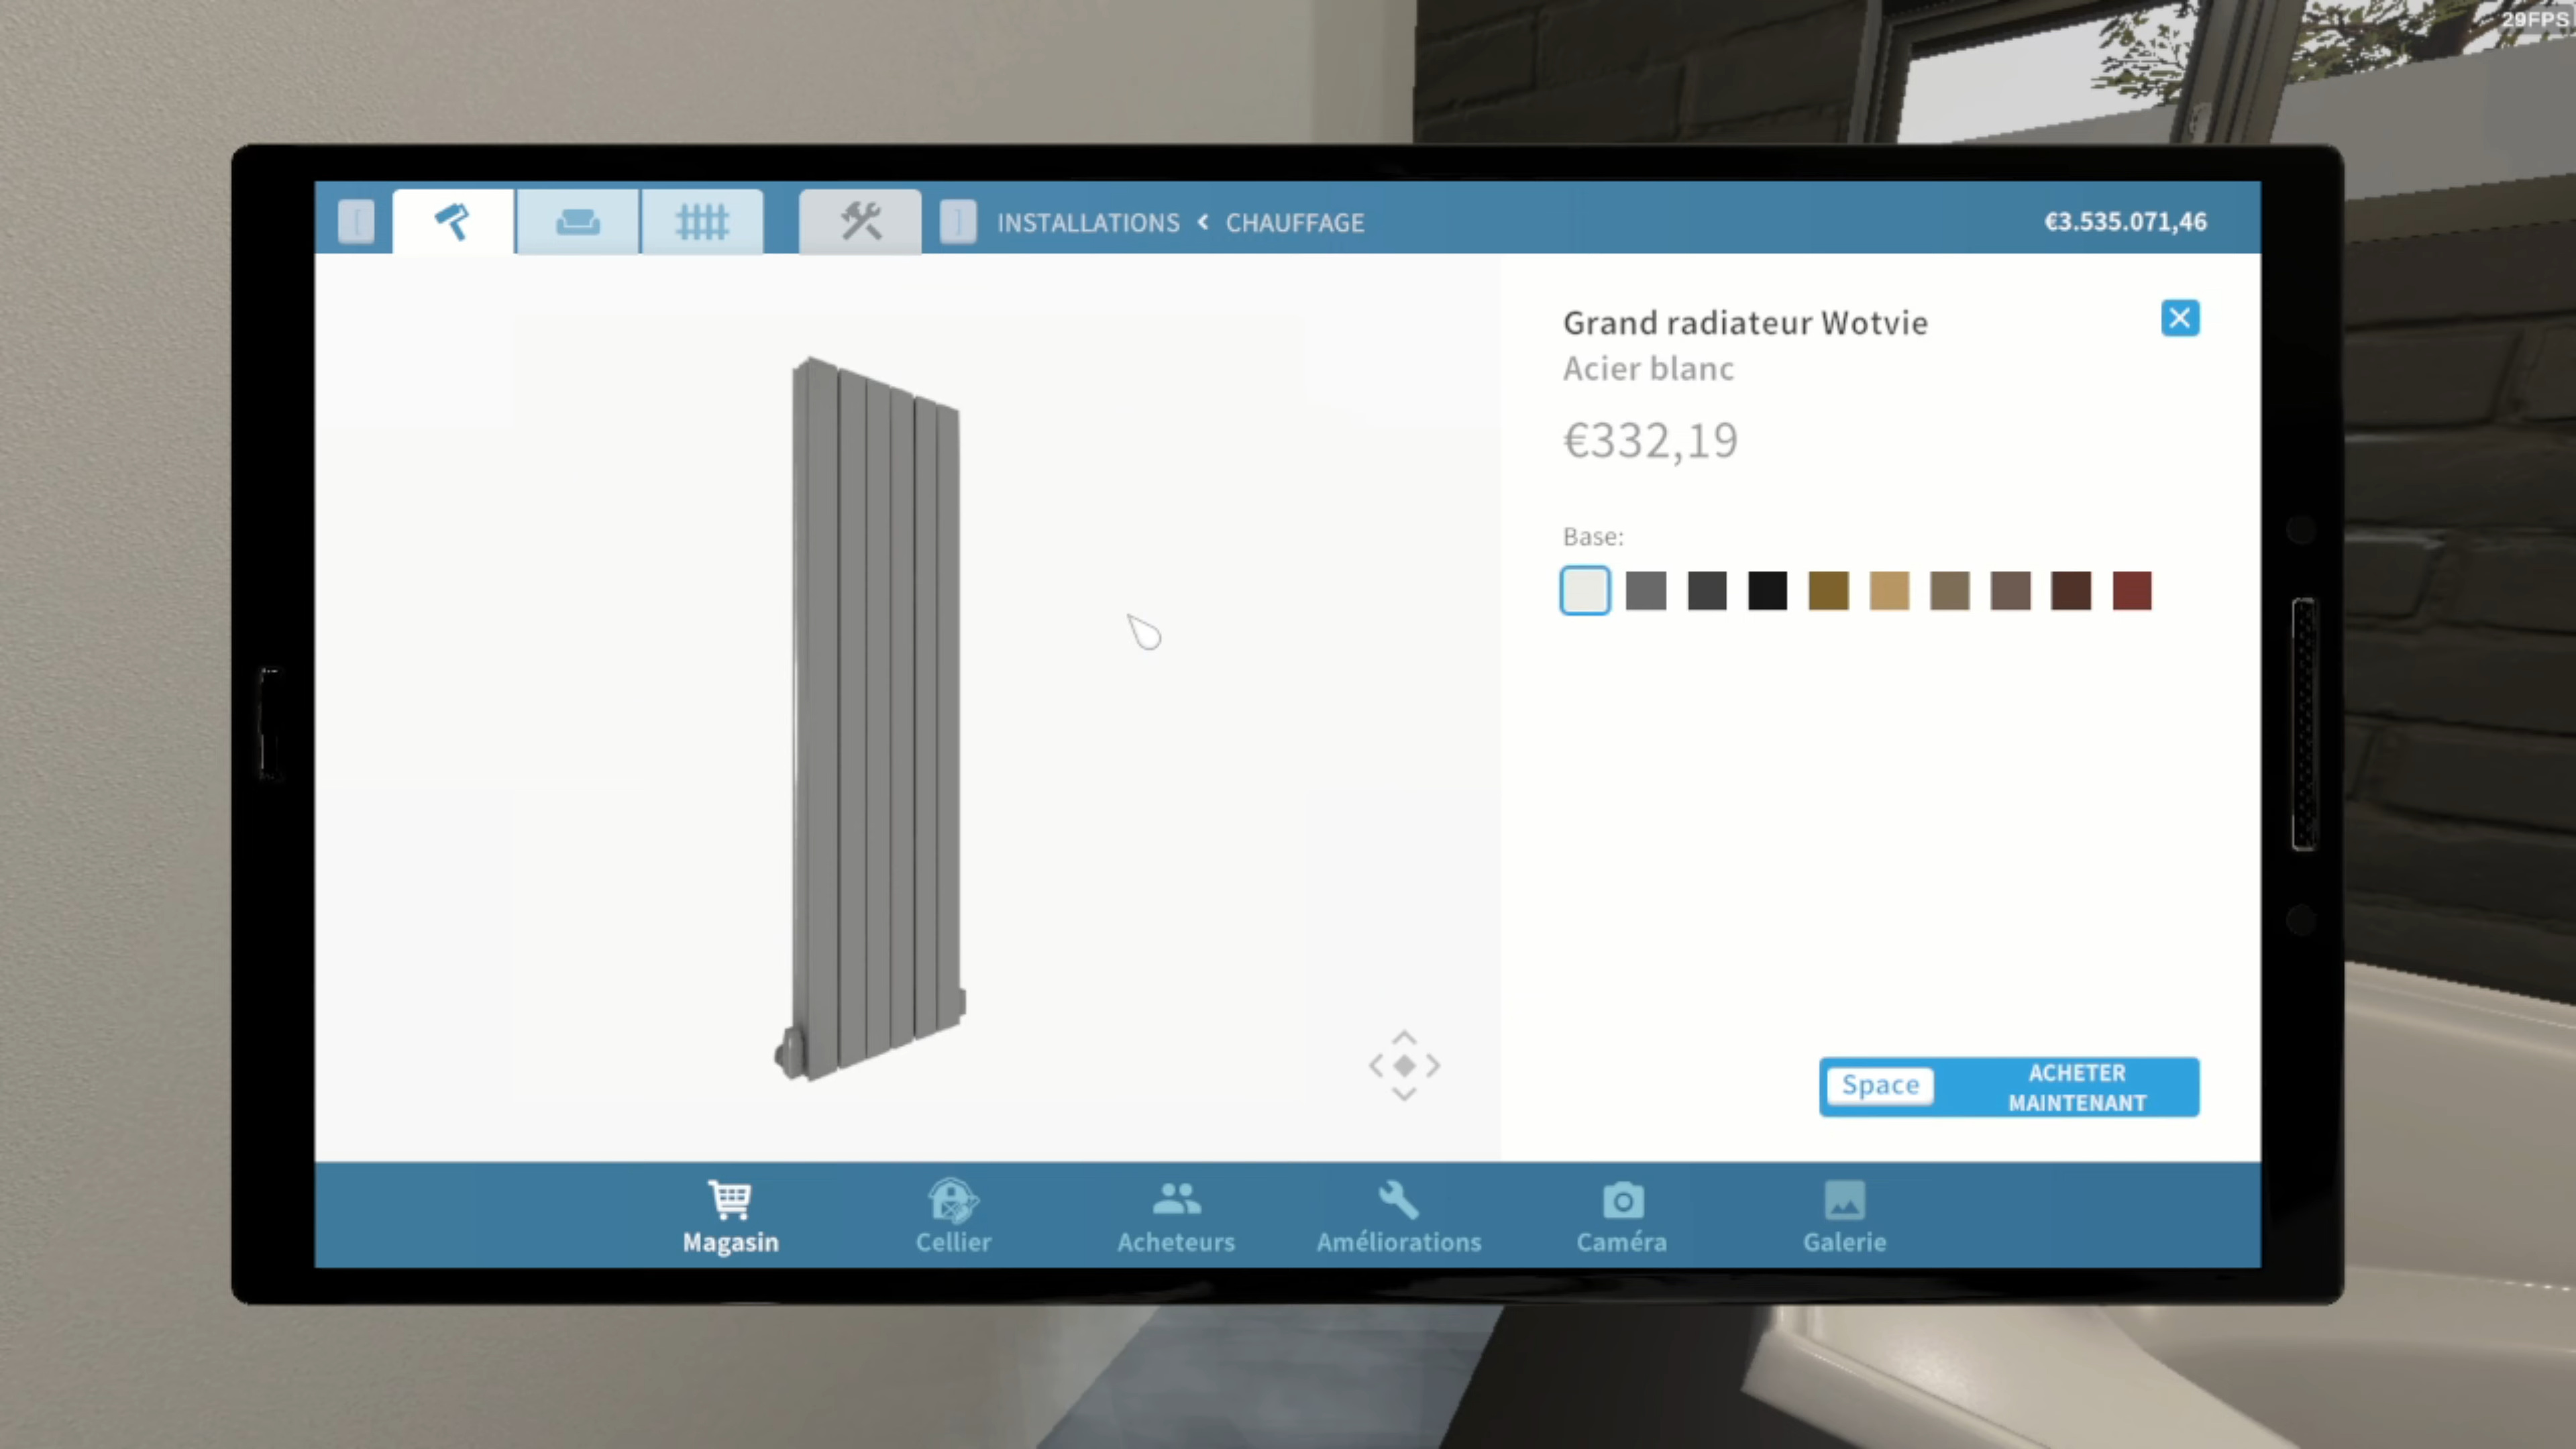 29FPS
[
]
INSTALLATIONS < CHAUFFAGE
€3.535.071,46
Grand radiateur Wotvie
Acier blanc
€332,19
Base:
Space
ACHETER
MAINTENANT
Magasin
Cellier
Acheteurs
Améliorations
Caméra
Galerie